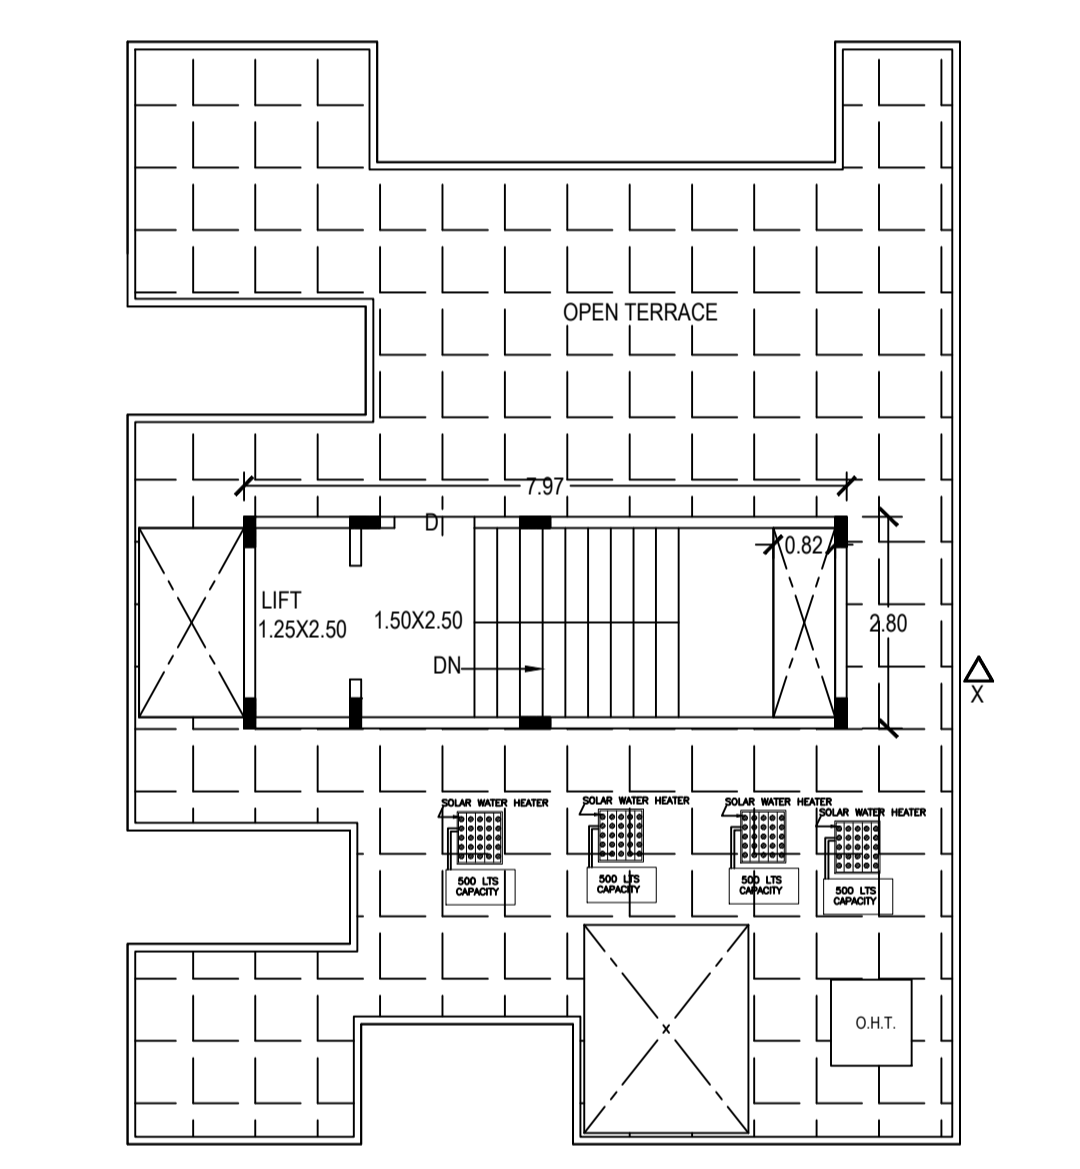 OPEN TERRACE
7.97
D
0.82
LIFT
1.25X2.50
1.50X2.50
2.80
DN
X
SOLAR WATER HEATER
SOLAR WATER HEATER
SOLAR WATER HEATER
SOLAR WATER HEATER
500 LTS
CAPACITY
500 LTS
CAPACITY
500 LTS
CAPACITY
500 LTS
CAPACITY
O.H.T.
x